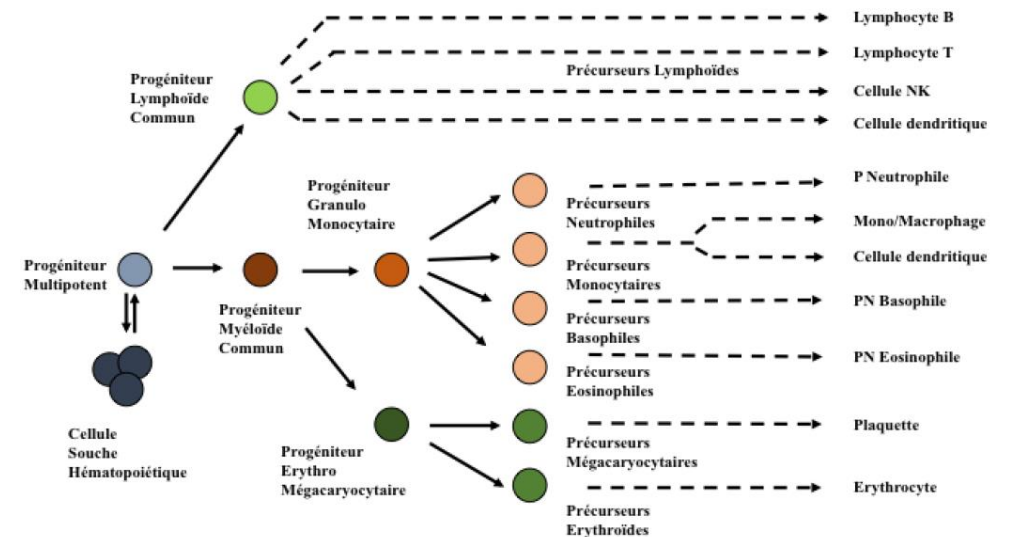 Lymphocyte B
Lymphocyte T
Précurseurs Lymphoïdes
Progéniteur
Lymphoïde
Commun
Cellule NK
Cellule dendritique
Progéniteur
Granulo
Monocytaire
P Neutrophile
Précurseurs
Neutrophiles
Mono/Macrophage
Cellule dendritique
Progéniteur
Multipotent
Précurseurs
Monocytaires
PN Basophile
Progéniteur
Myéloïde
Commun
Précurseurs
Basophiles
PN Eosinophile
Précurseurs
Eosinophiles
Cellule
Souche
Hématopoiétique
Plaquette
Progéniteur
Erythro
Mégacaryocytaire
Précurseurs
Mégacaryocytaires
Erythrocyte
Précurseurs
Erythroïdes